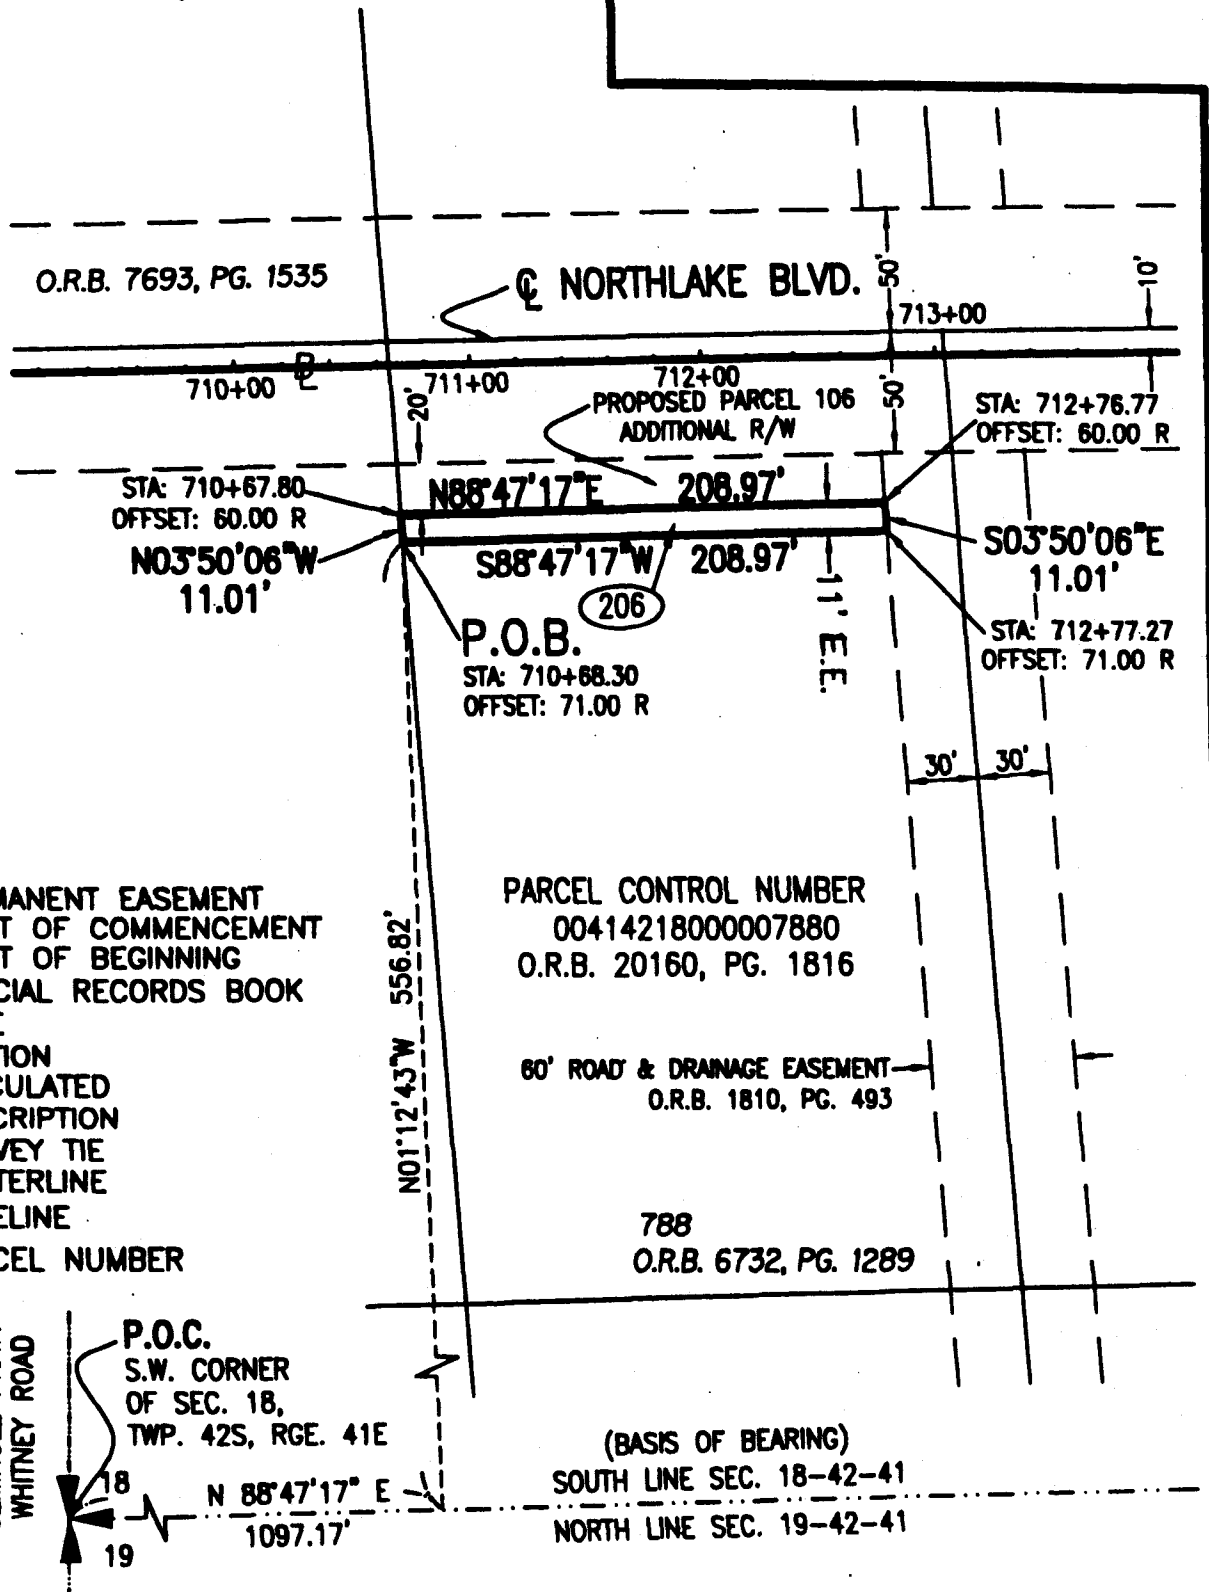 O.R.B. 7693, PG. 1535
℄ NORTHLAKE BLVD.
50'
10'
713+00
710+00
711+00
712+00
20'
50'
PROPOSED PARCEL 106
ADDITIONAL R/W
STA: 712+76.77
OFFSET: 60.00 R
STA: 710+67.80
OFFSET: 60.00 R
N88°47'17"E 208.97'
N03°50'06"W
11.01'
S88°47'17"W 208.97'
S03°50'06"E
11.01'
206
11' E.E.
P.O.B.
STA: 710+68.30
OFFSET: 71.00 R
STA: 712+77.27
OFFSET: 71.00 R
30' 30'
MANENT EASEMENT
T OF COMMENCEMENT
T OF BEGINNING
CIAL RECORDS BOOK
TION
CULATED
CRIPTION
VEY TIE
TERLINE
ELINE
CEL NUMBER
N01°12'43"W 556.82'
PARCEL CONTROL NUMBER
00414218000007880
O.R.B. 20160, PG. 1816
60' ROAD & DRAINAGE EASEMENT
O.R.B. 1810, PG. 493
788
O.R.B. 6732, PG. 1289
WHITNEY ROAD
P.O.C.
S.W. CORNER
OF SEC. 18,
TWP. 42S, RGE. 41E
18
19
N 88°47'17" E
1097.17'
(BASIS OF BEARING)
SOUTH LINE SEC. 18-42-41
NORTH LINE SEC. 19-42-41